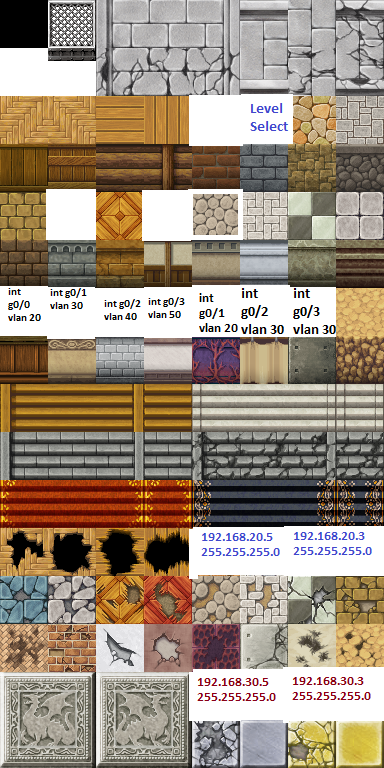 Level
Select
int
g0/0
vlan 20
int g0/1
vlan 30
int g0/2
vlan 40
int g0/3
vlan 50
int
g0/1
vlan 20
int
g0/2
vlan 30
int
g0/3
vlan 30
192.168.20.5
255.255.255.0
192.168.20.3
255.255.255.0
192.168.30.5
255.255.255.0
192.168.30.3
255.255.255.0